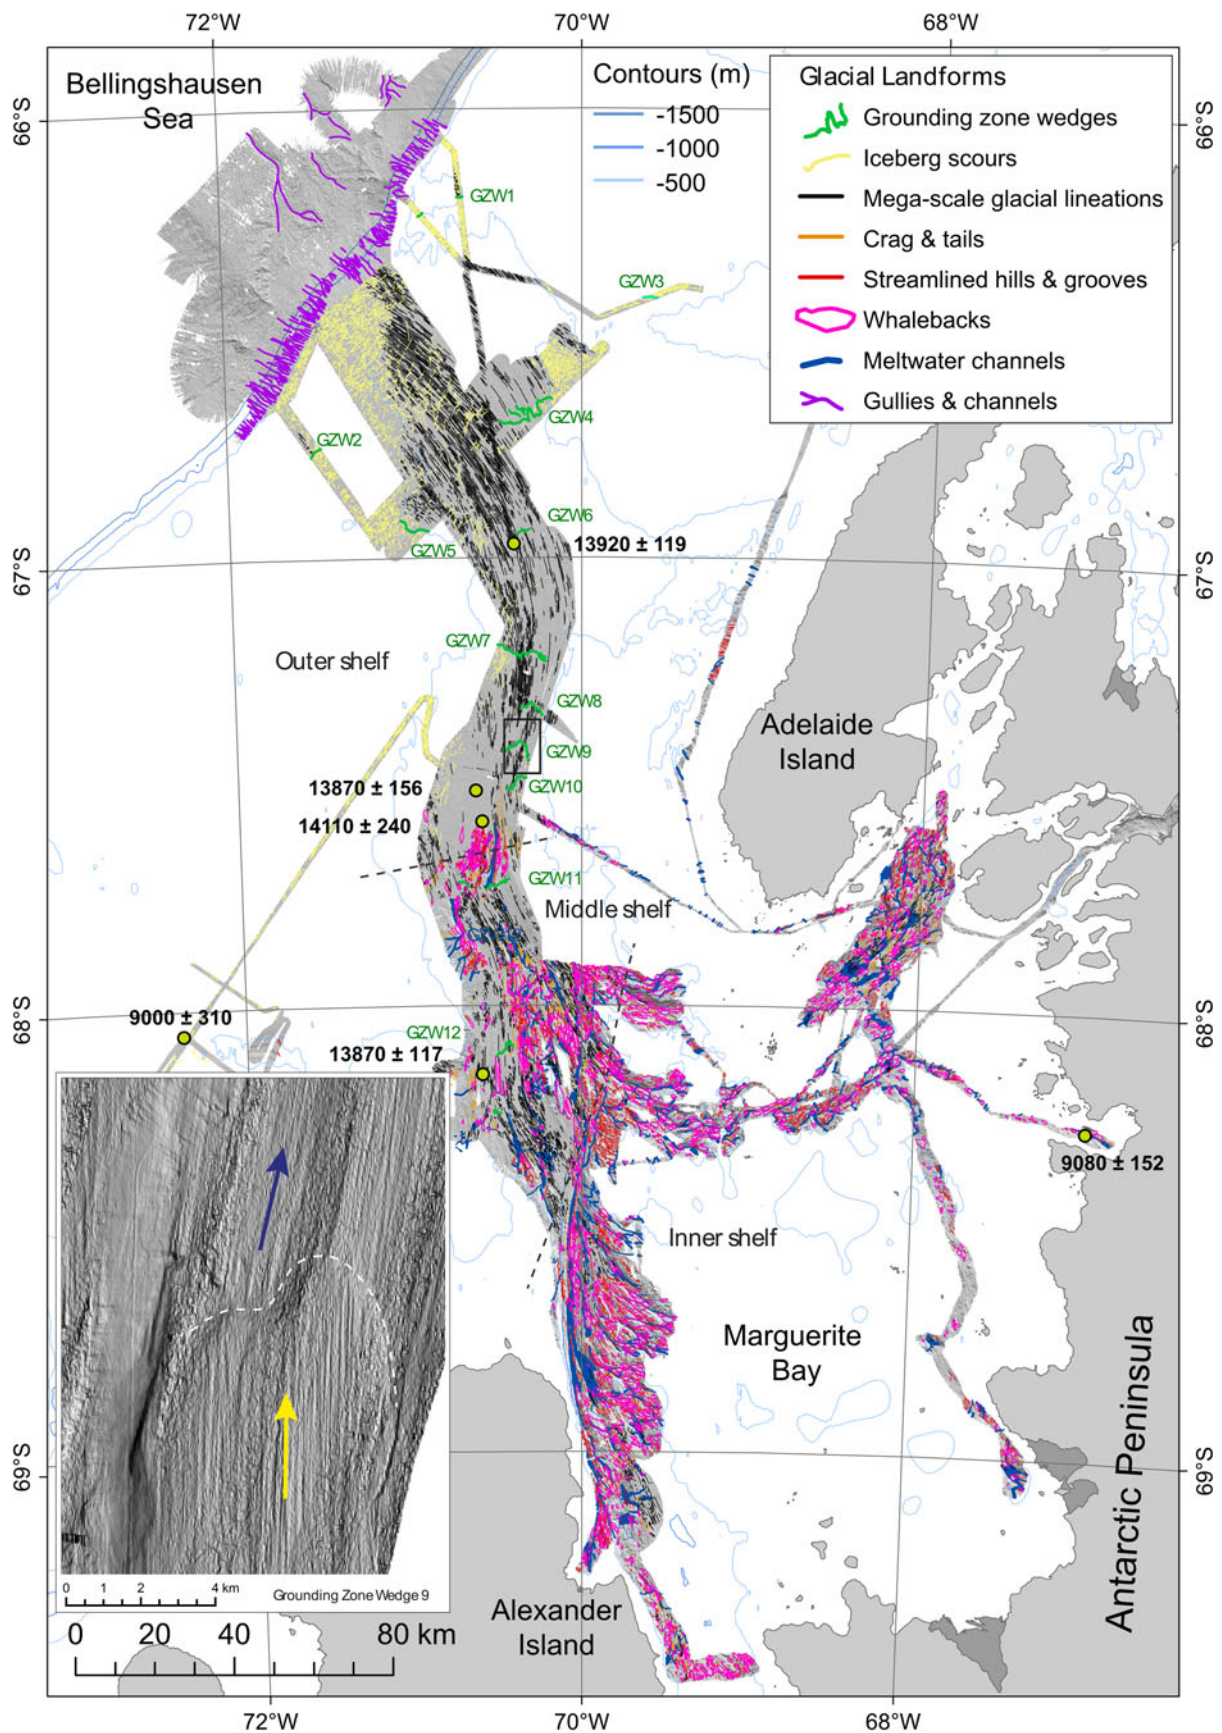 72°W
70°W
68°W
Bellingshausen
Sea
Contours (m)
-1500
-1000
-500
Glacial Landforms
Grounding zone wedges
Iceberg scours
Mega-scale glacial lineations
Crag & tails
Streamlined hills & grooves
Whalebacks
Meltwater channels
Gullies & channels
66°S
66°S
GZW1
GZW3
GZW4
GZW2
GZW6
GZW5
13920 ± 119
67°S
67°S
GZW7
Outer shelf
GZW8
Adelaide
Island
GZW9
GZW10
13870 ± 156
14110 ± 240
GZW11
Middle shelf
68°S
68°S
9000 ± 310
GZW12
13870 ± 117
9080 ± 152
Inner shelf
Marguerite
Bay
Antarctic Peninsula
69°S
69°S
0 1 2 4 km
Grounding Zone Wedge 9
Alexander
Island
0 20 40 80 km
72°W
70°W
68°W